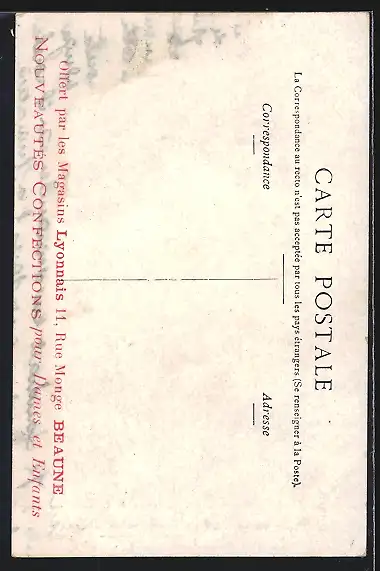 CARTE POSTALE
La Correspondance au recto n'est pas acceptée par tous les pays étrangers (Se renseigner à la Poste).
Correspondance
Adresse
Offert par les Magasins Lyonnais 11, Rue Monge BEAUNE
NOUVEAUTÉS CONFECTIONS pour Dames et Enfants